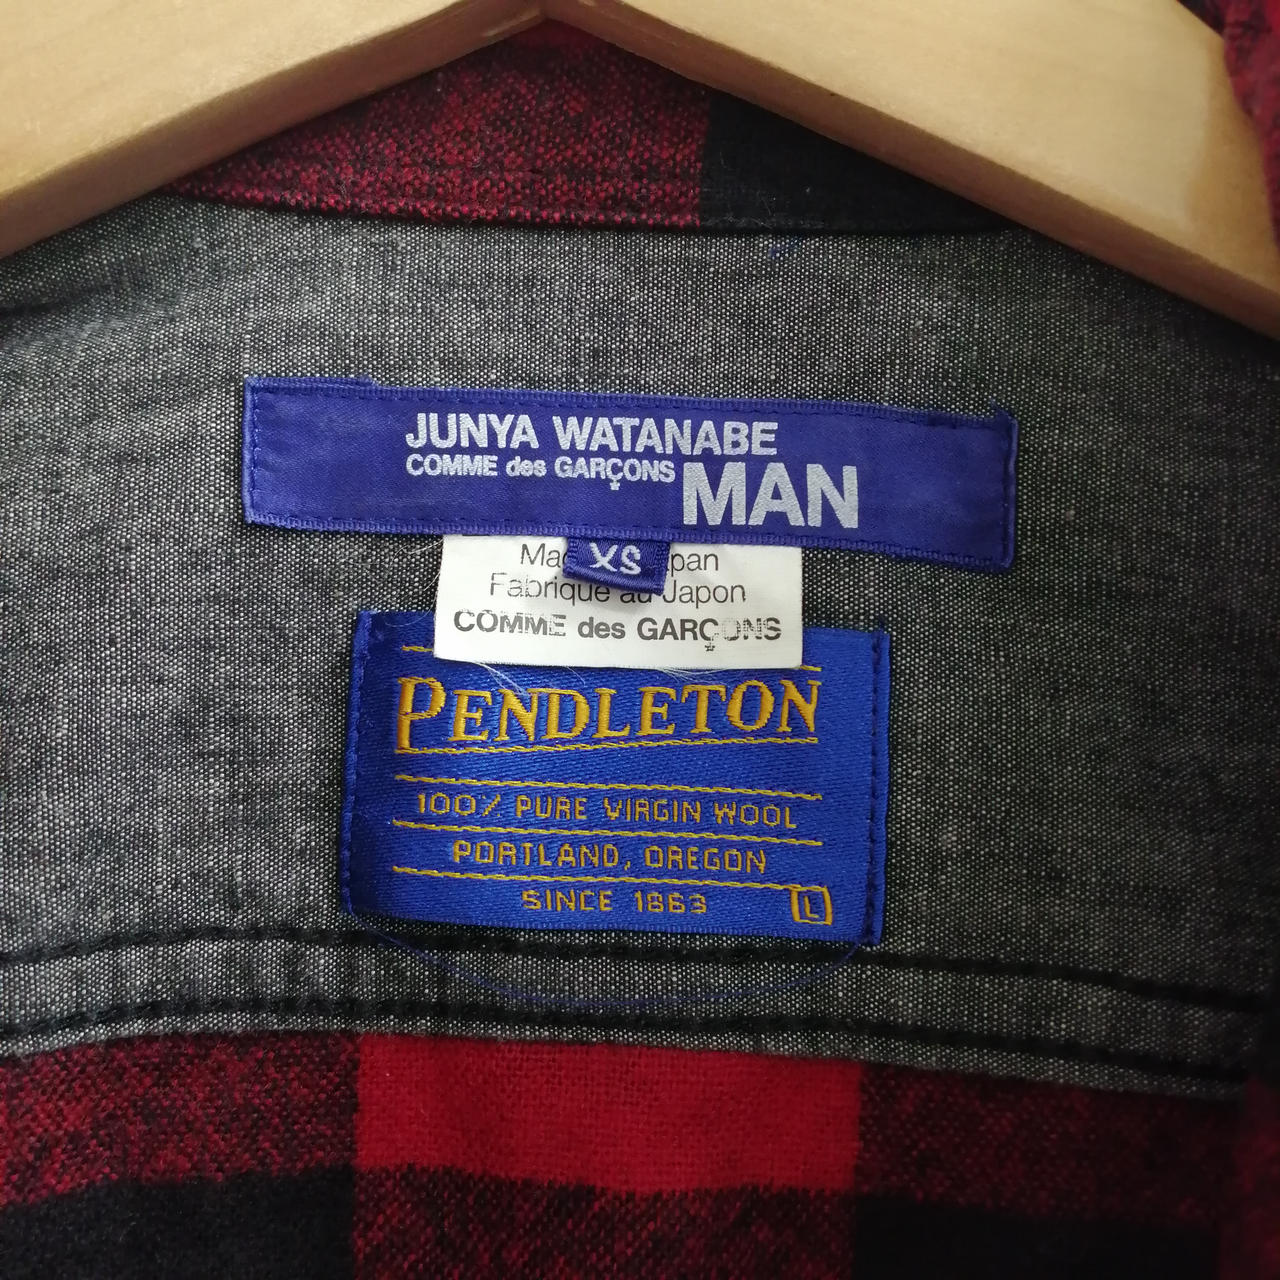 JUNYA WATANABE
COMME des GARÇONS MAN
XS
Fabrique au Japon
COMME des GARÇONS
PENDLETON
100% PURE VIRGIN WOOL
PORTLAND, OREGON
SINCE 1863 L